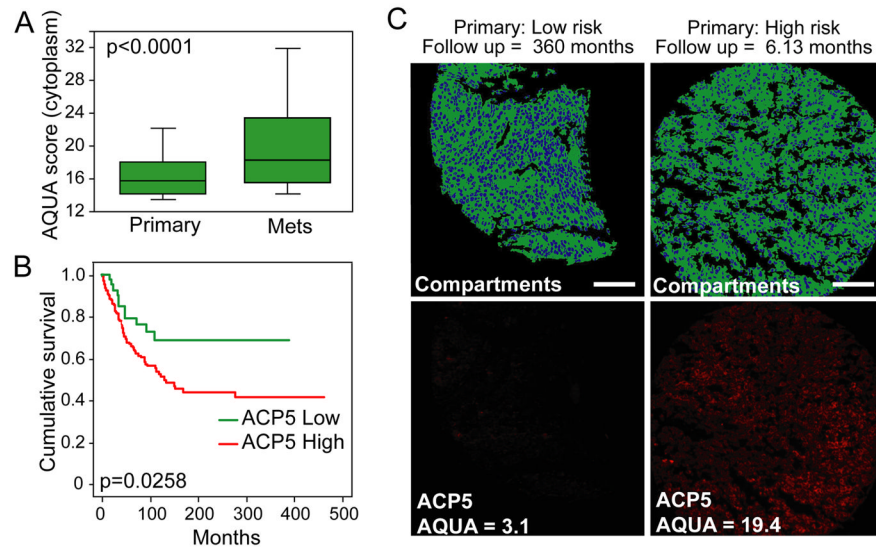 A
p<0.0001
AQUA score (cytoplasm)
32
28
24
20
16
12
Primary
Mets
B
Cumulative survival
1.0
0.8
0.6
0.4
0.2
0
ACP5 Low
ACP5 High
p=0.0258
0
100
200
300
400
500
Months
C
Primary: Low risk
Follow up = 360 months
Primary: High risk
Follow up = 6.13 months
Compartments
Compartments
ACP5
AQUA = 3.1
ACP5
AQUA = 19.4